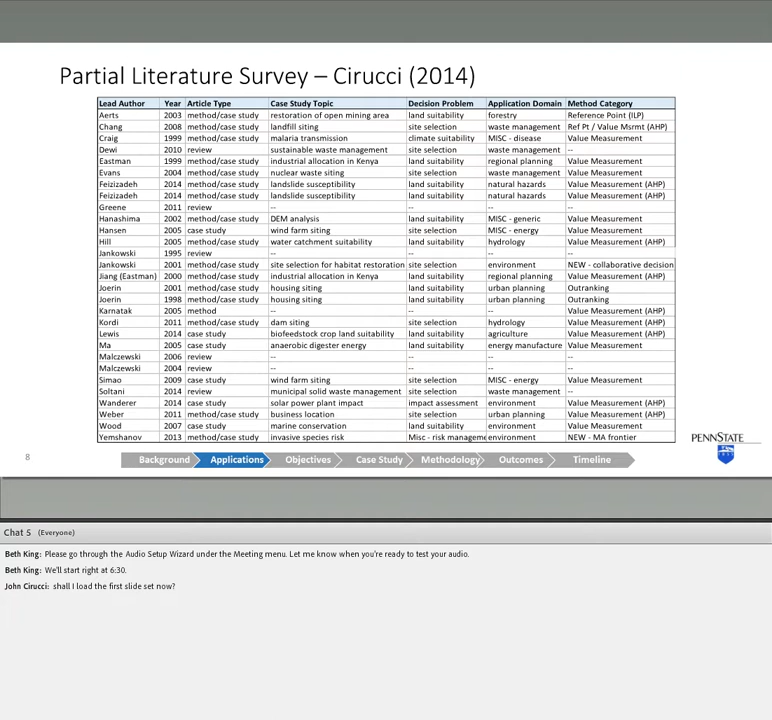 Partial Literature Survey – Cirucci (2014)
Lead Author Year Article Type Case Study Topic Decision Problem Application Domain Method Category
Aerts 2003 method/case study restoration of open mining area land suitability forestry Reference Point (ILP)
Chang 2008 method/case study landfill siting site selection waste management Ref Pt / Value Msrmt (AHP)
Craig 1999 method/case study malaria transmission climate suitability MISC - disease Value Measurement
Dewi 2010 review sustainable waste management site selection waste management --
Eastman 1999 method/case study industrial allocation in Kenya land suitability regional planning Value Measurement
Evans 2004 method/case study nuclear waste siting site selection waste management Value Measurement
Feizizadeh 2014 method/case study landslide susceptibility land suitability natural hazards Value Measurement (AHP)
Feizizadeh 2014 method/case study landslide susceptibility land suitability natural hazards Value Measurement (AHP)
Greene 2011 review -- -- -- --
Hanashima 2002 method/case study DEM analysis land suitability MISC - generic Value Measurement
Hansen 2005 case study wind farm siting site selection MISC - energy Value Measurement
Hill 2005 method/case study water catchment suitability land suitability hydrology Value Measurement (AHP)
Jankowski 1995 review -- -- -- --
Jankowski 2001 method/case study site selection for habitat restoration site selection environment NEW - collaborative decision
Jiang (Eastman) 2000 method/case study industrial allocation in Kenya land suitability regional planning Value Measurement (AHP)
Joerin 2001 method/case study housing siting land suitability urban planning Outranking
Joerin 1998 method/case study housing siting land suitability urban planning Outranking
Karnatak 2005 method -- -- -- Value Measurement (AHP)
Kordi 2011 method/case study dam siting site selection hydrology Value Measurement (AHP)
Lewis 2014 case study biofeedstock crop land suitability land suitability agriculture Value Measurement (AHP)
Ma 2005 case study anaerobic digester energy land suitability energy manufacture Value Measurement
Malczewski 2006 review -- -- -- --
Malczewski 2004 review -- -- -- --
Simao 2009 case study wind farm siting site selection MISC - energy Value Measurement
Soltani 2014 review municipal solid waste management site selection waste management --
Wanderer 2014 case study solar power plant impact impact assessment environment Value Measurement (AHP)
Weber 2011 method/case study business location site selection urban planning Value Measurement (AHP)
Wood 2007 case study marine conservation land suitability environment Value Measurement
Yemshanov 2013 method/case study invasive species risk Misc - risk manageme environment NEW - MA frontier
PENNSTATE
8
Background Applications Objectives Case Study Methodology Outcomes Timeline
Chat 5 (Everyone)
Beth King: Please go through the Audio Setup Wizard under the Meeting menu. Let me know when you're ready to test your audio.
Beth King: We'll start right at 6:30.
John Cirucci: shall I load the first slide set now?